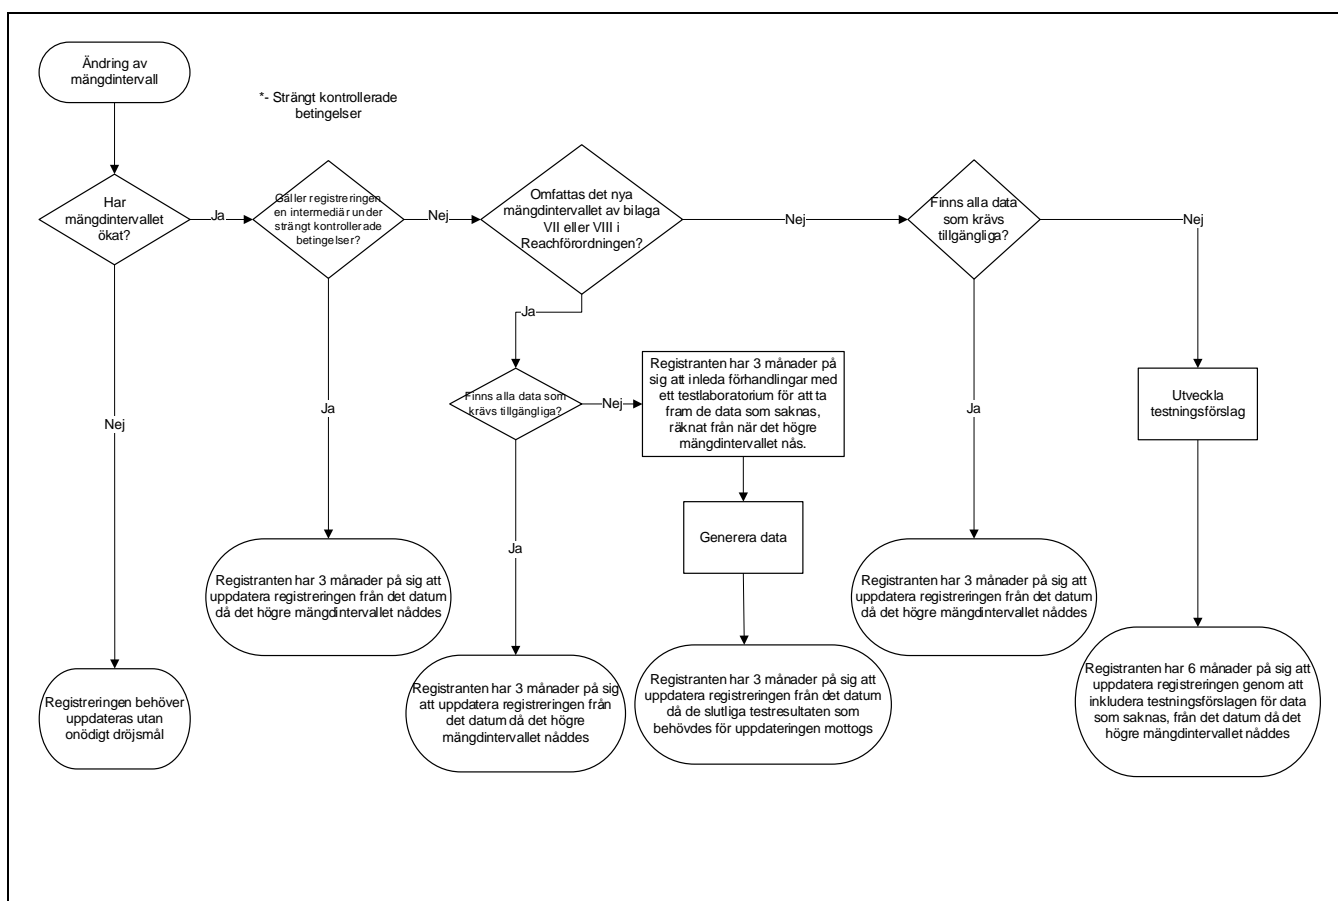 Ändring av
mängdintervall
*- Strängt kontrollerade
betingelser
Har
mängdintervallet
ökat?
Ja
Gäller registreringen
en intermediär under
strängt kontrollerade
betingelser?
Nej
Omfattas det nya
mängdintervallet av bilaga
VII eller VIII i
Reachförordningen?
Nej
Finns alla data
som krävs
tillgängliga?
Nej
Ja
Finns alla data som
krävs tillgängliga?
Nej
Registranten har 3 månader på
sig att inleda förhandlingar med
ett testlaboratorium för att ta
fram de data som saknas,
räknat från när det högre
mängdintervallet nås.
Utveckla
testningsförslag
Nej
Ja
Ja
Ja
Generera data
Registranten har 3 månader på sig att
uppdatera registreringen från det datum
då det högre mängdintervallet nåddes
Registranten har 3 månader på sig att
uppdatera registreringen från det datum
då det högre mängdintervallet nåddes
Registreringen behöver
uppdateras utan
onödigt dröjsmål
Registranten har 3 månader på sig
att uppdatera registreringen från
det datum då det högre
mängdintervallet nåddes
Registranten har 3 månader på sig att
uppdatera registreringen från det datum
då de slutliga testresultaten som
behövdes för uppdateringen mottogs
Registranten har 6 månader på sig att
uppdatera registreringen genom att
inkludera testningsförslagen för data
som saknas, från det datum då det
högre mängdintervallet nåddes